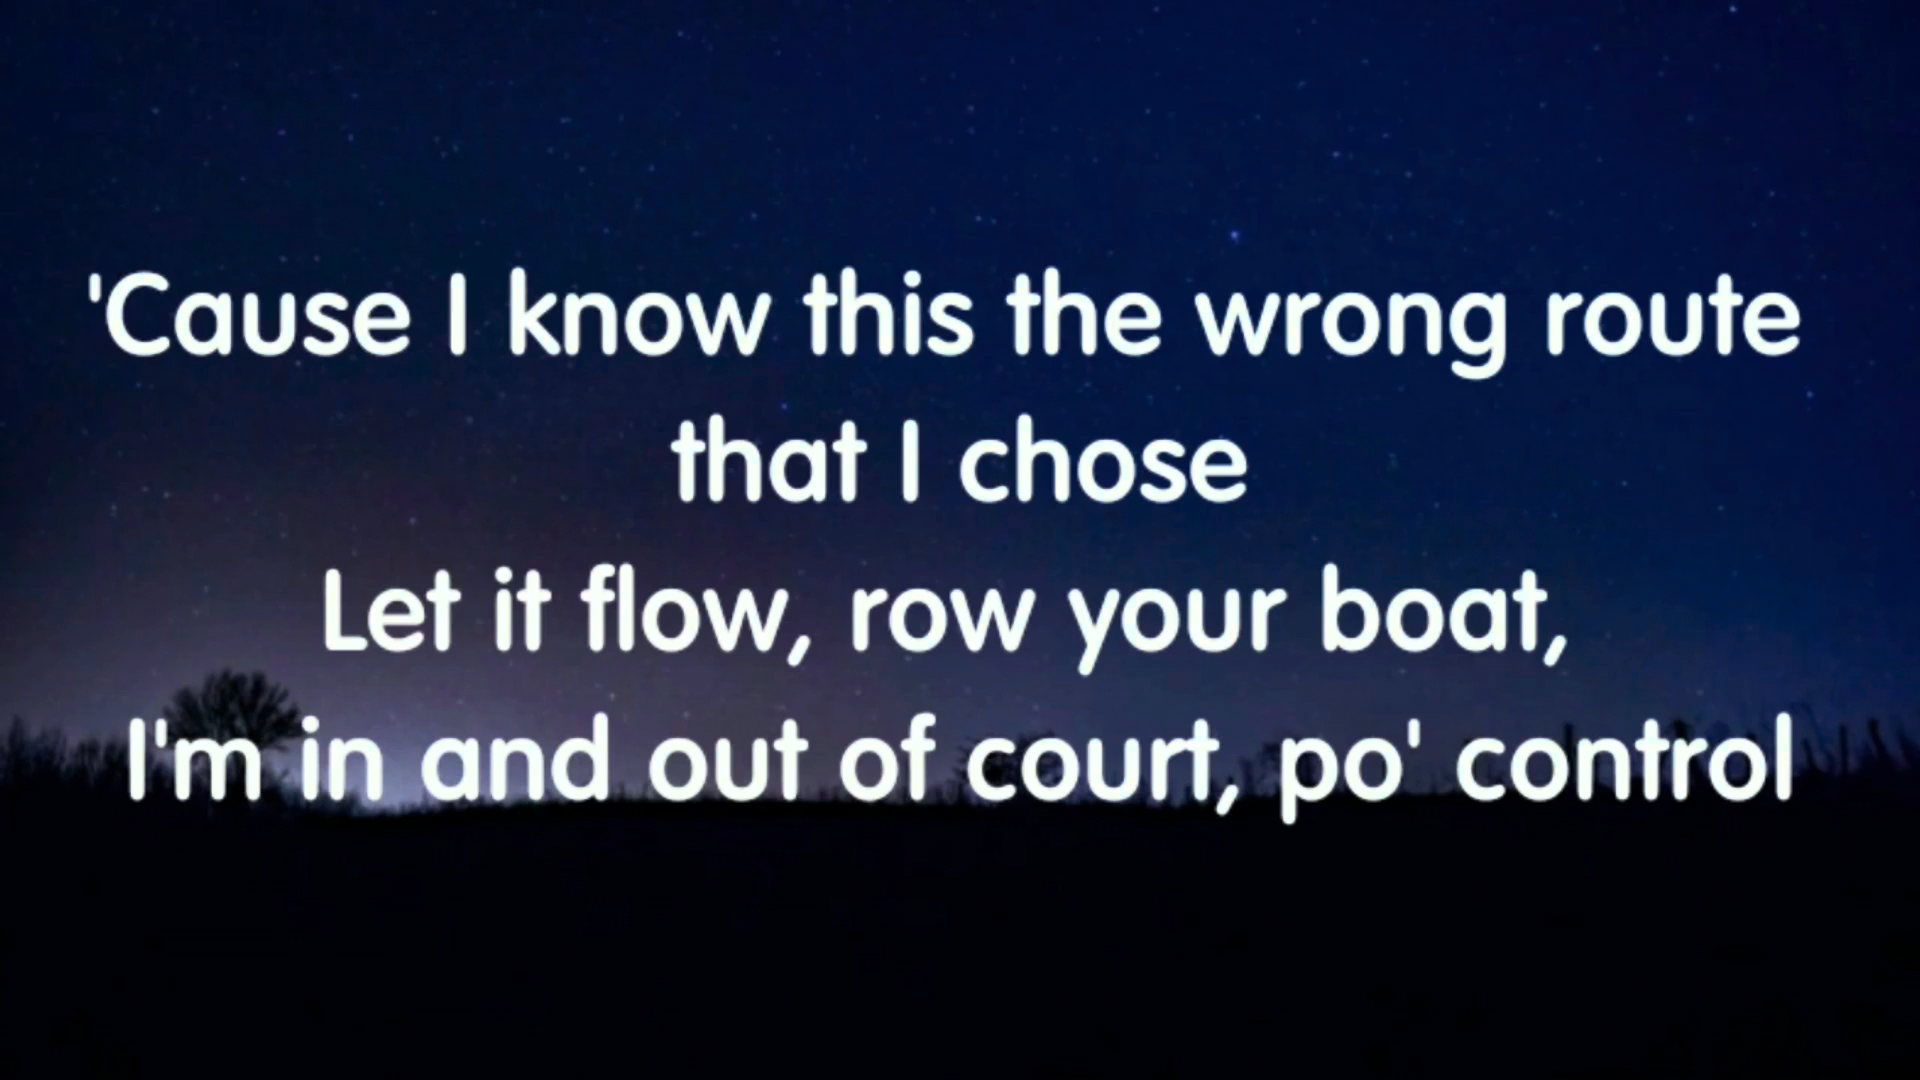 'Cause I know this the wrong route
that I chose
Let it flow, row your boat,
I'm in and out of court, po' control